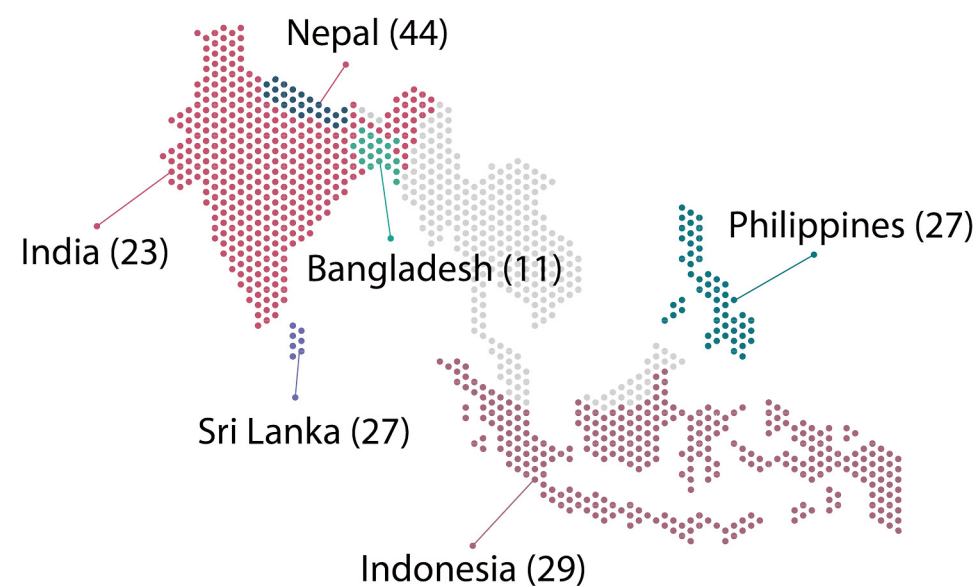 Nepal (44)
Philippines (27)
India (23)
Bangladesh (11)
Sri Lanka (27)
Indonesia (29)